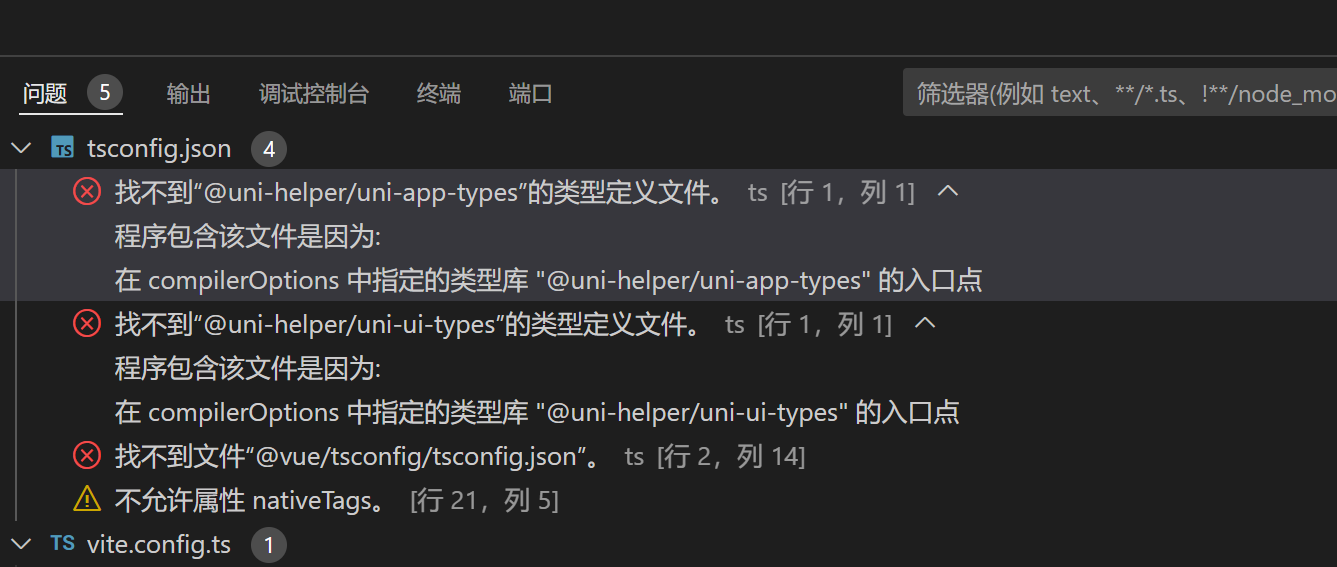 问题 5 输出 调试控制台 终端 端口 筛选器(例如 text、**/*.ts、!**/node_mo
TS tsconfig.json 4
找不到“@uni-helper/uni-app-types”的类型定义文件。 ts [行 1，列 1]
程序包含该文件是因为:
在 compilerOptions 中指定的类型库 "@uni-helper/uni-app-types" 的入口点
找不到“@uni-helper/uni-ui-types”的类型定义文件。 ts [行 1，列 1]
程序包含该文件是因为:
在 compilerOptions 中指定的类型库 "@uni-helper/uni-ui-types" 的入口点
找不到文件“@vue/tsconfig/tsconfig.json”。 ts [行 2，列 14]
不允许属性 nativeTags。 [行 21，列 5]
TS vite.config.ts 1